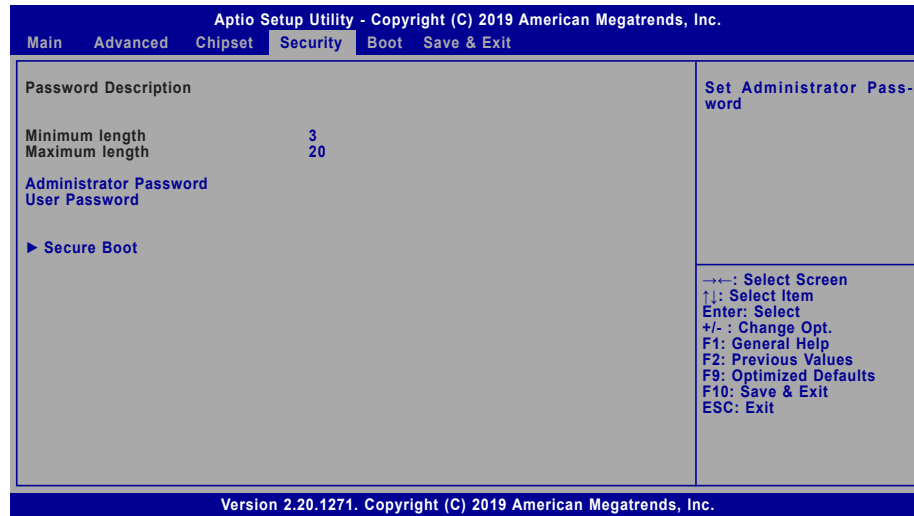 Aptio Setup Utility - Copyright (C) 2019 American Megatrends, Inc.
Main Advanced Chipset Security Boot Save & Exit
Password Description
Minimum length 3
Maximum length 20
Administrator Password
User Password
► Secure Boot
Set Administrator Pass-
word
→←: Select Screen
↑↓: Select Item
Enter: Select
+/- : Change Opt.
F1: General Help
F2: Previous Values
F9: Optimized Defaults
F10: Save & Exit
ESC: Exit
Version 2.20.1271. Copyright (C) 2019 American Megatrends, Inc.